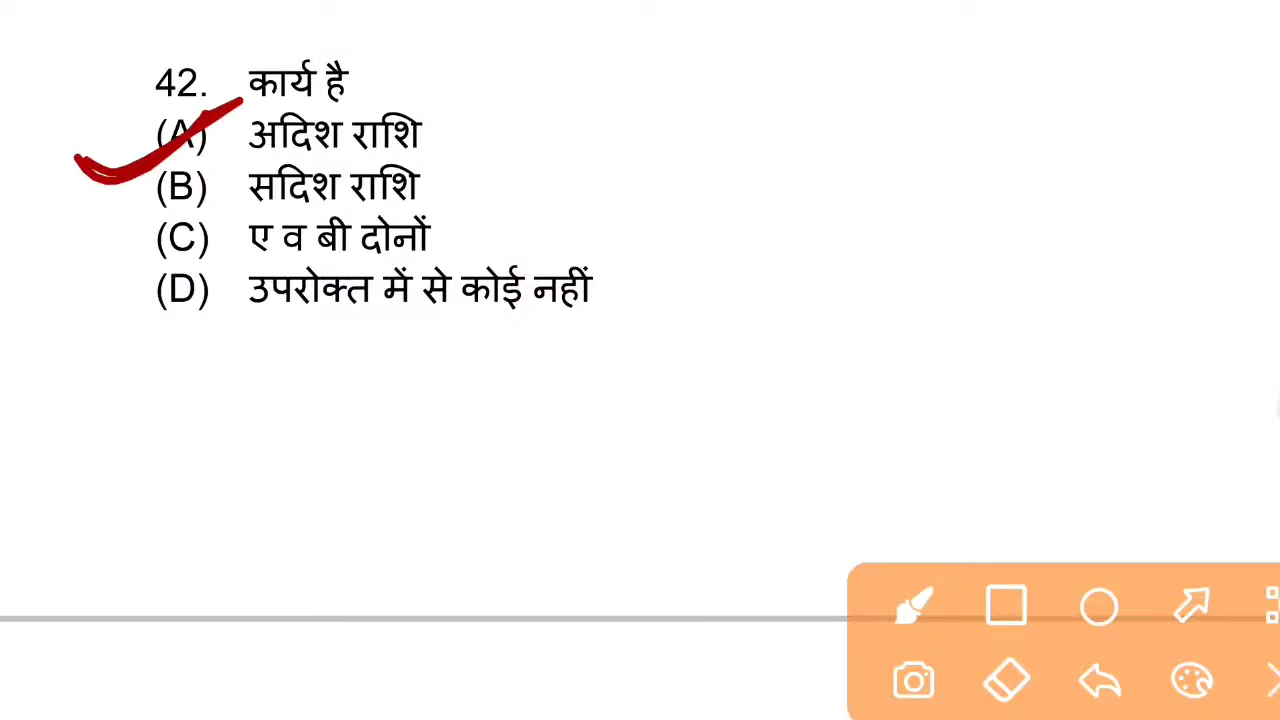 42. कार्य है
(A) अदिश राशि
(B) सदिश राशि
(C) ए व बी दोनों
(D) उपरोक्त में से कोई नहीं